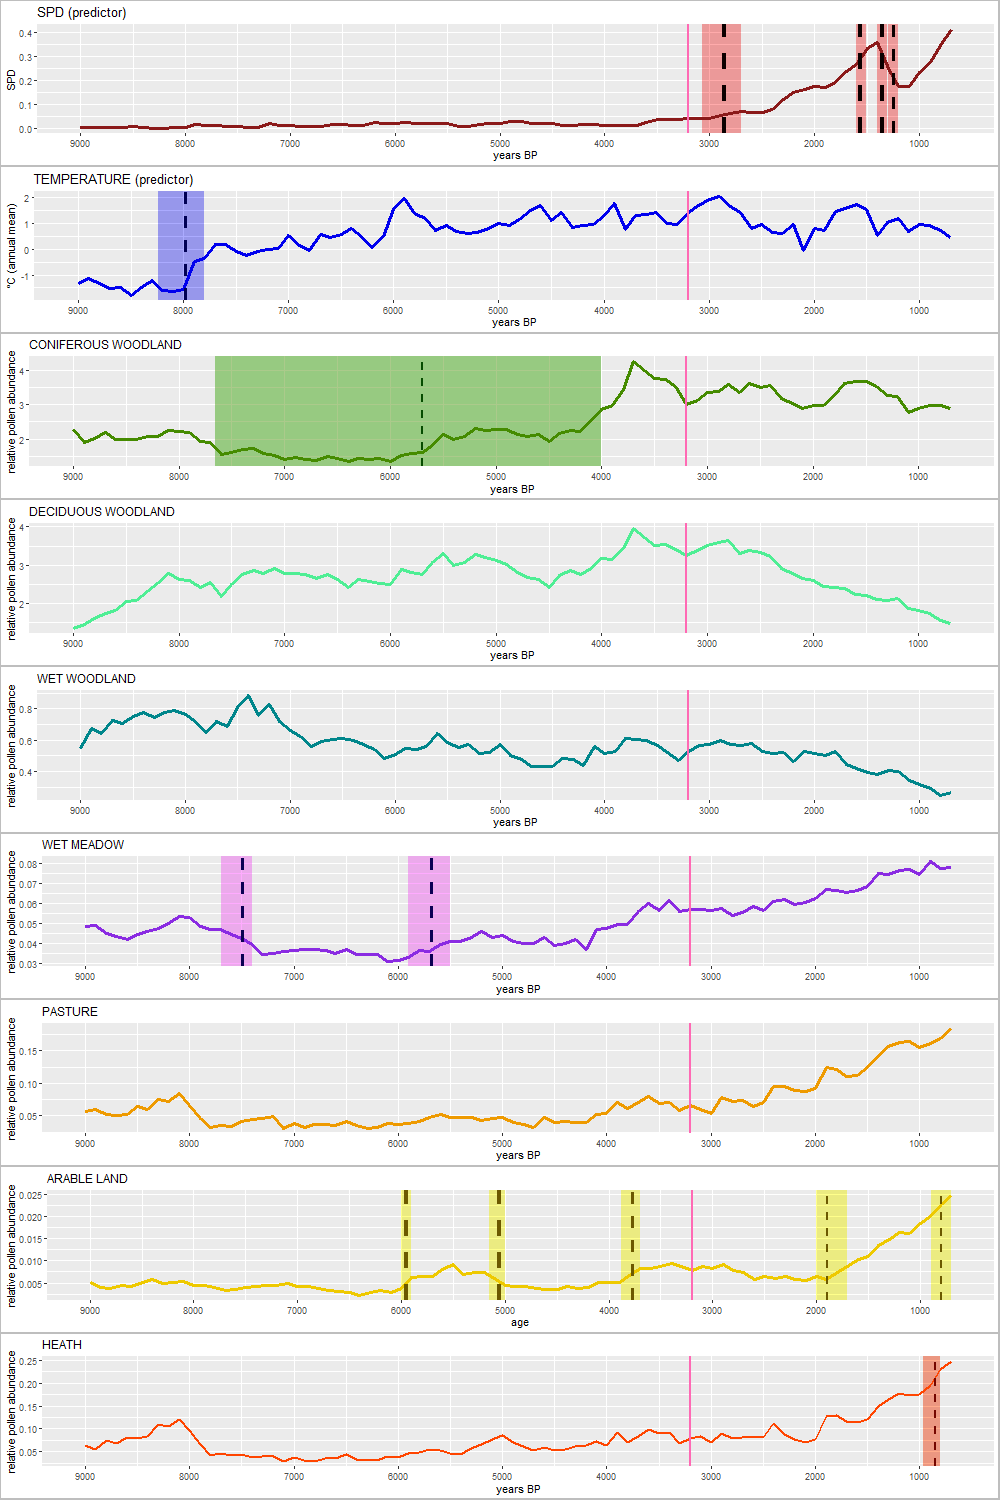 SPD (predictor)
SPD
0.4
0.3
0.2
0.1
0.0
9000 8000 7000 6000 5000 4000 3000 2000 1000
years BP
TEMPERATURE (predictor)
°C (annual mean)
2
1
0
-1
9000 8000 7000 6000 5000 4000 3000 2000 1000
years BP
CONIFEROUS WOODLAND
relative pollen abundance
4
3
2
9000 8000 7000 6000 5000 4000 3000 2000 1000
years BP
DECIDUOUS WOODLAND
relative pollen abundance
4
3
2
9000 8000 7000 6000 5000 4000 3000 2000 1000
years BP
WET WOODLAND
relative pollen abundance
0.8
0.6
0.4
9000 8000 7000 6000 5000 4000 3000 2000 1000
years BP
WET MEADOW
relative pollen abundance
0.08
0.07
0.06
0.05
0.04
0.03
9000 8000 7000 6000 5000 4000 3000 2000 1000
years BP
PASTURE
relative pollen abundance
0.15
0.10
0.05
9000 8000 7000 6000 5000 4000 3000 2000 1000
years BP
ARABLE LAND
relative pollen abundance
0.025
0.020
0.015
0.010
0.005
9000 8000 7000 6000 5000 4000 3000 2000 1000
age
HEATH
relative pollen abundance
0.25
0.20
0.15
0.10
0.05
9000 8000 7000 6000 5000 4000 3000 2000 1000
years BP